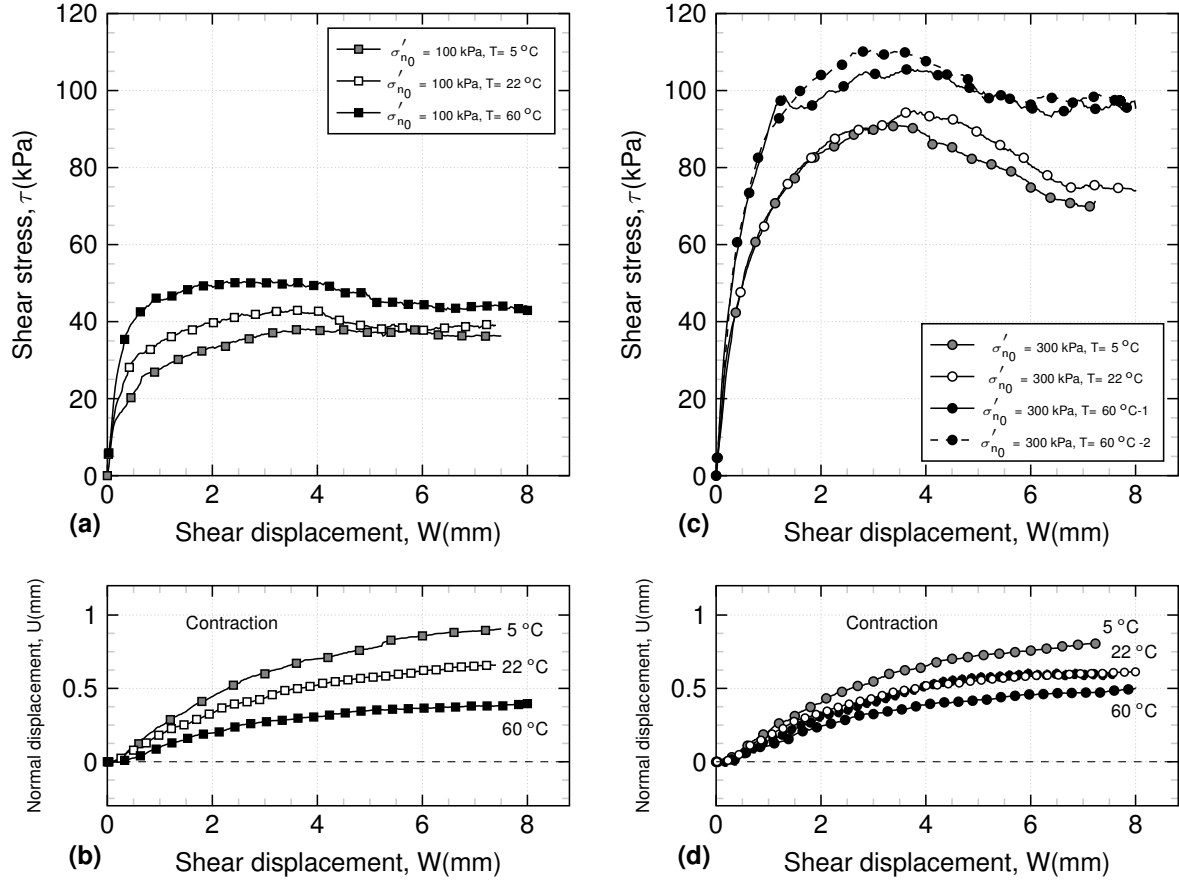 120
100
80
60
40
20
0
Shear stress, τ(kPa)
σ′n0 = 100 kPa, T= 5 °C
σ′n0 = 100 kPa, T= 22 °C
σ′n0 = 100 kPa, T= 60 °C
0 2 4 6 8
(a)
Shear displacement, W(mm)
120
100
80
60
40
20
0
Shear stress, τ(kPa)
σ′n0 = 300 kPa, T= 5 °C
σ′n0 = 300 kPa, T= 22 °C
σ′n0 = 300 kPa, T= 60 °C-1
σ′n0 = 300 kPa, T= 60 °C -2
0 2 4 6 8
(c)
Shear displacement, W(mm)
1
0.5
0
Normal displacement, U(mm)
Contraction
5 °C
22 °C
60 °C
0 2 4 6 8
(b)
Shear displacement, W(mm)
1
0.5
0
Normal displacement, U(mm)
Contraction
5 °C
22 °C
60 °C
0 2 4 6 8
(d)
Shear displacement, W(mm)